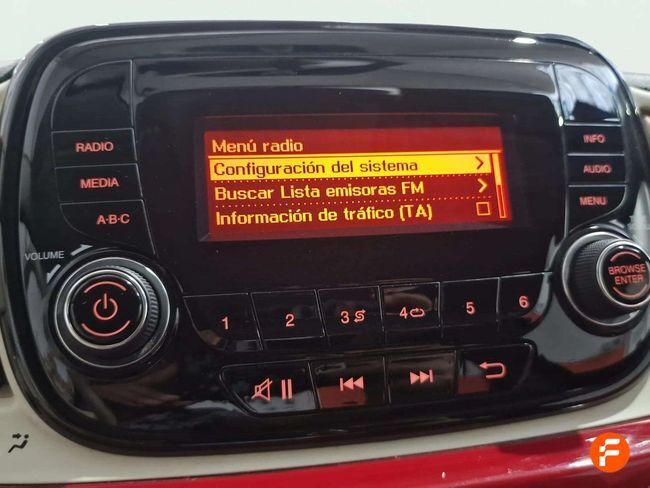 Menú radio
Configuración del sistema
Buscar Lista emisoras FM
Información de tráfico (TA)
RADIO
MEDIA
A·B·C
VOLUME
INFO
AUDIO
MENU
BROWSE
ENTER
1
2
3
4
5
6
F